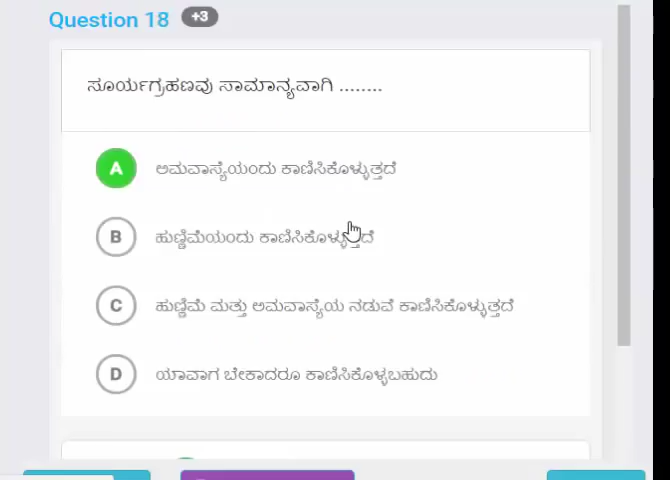 Question 18 +3
ಸೂರ್ಯಗ್ರಹಣವು ಸಾಮಾನ್ಯವಾಗಿ ........
A ಅಮವಾಸ್ಯೆಯಂದು ಕಾಣಿಸಿಕೊಳ್ಳುತ್ತದೆ
B ಹುಣ್ಣಿಮೆಯಂದು ಕಾಣಿಸಿಕೊಳ್ಳುತ್ತದೆ
C ಹುಣ್ಣಿಮೆ ಮತ್ತು ಅಮವಾಸ್ಯೆಯ ನಡುವೆ ಕಾಣಿಸಿಕೊಳ್ಳುತ್ತದೆ
D ಯಾವಾಗ ಬೇಕಾದರೂ ಕಾಣಿಸಿಕೊಳ್ಳಬಹುದು